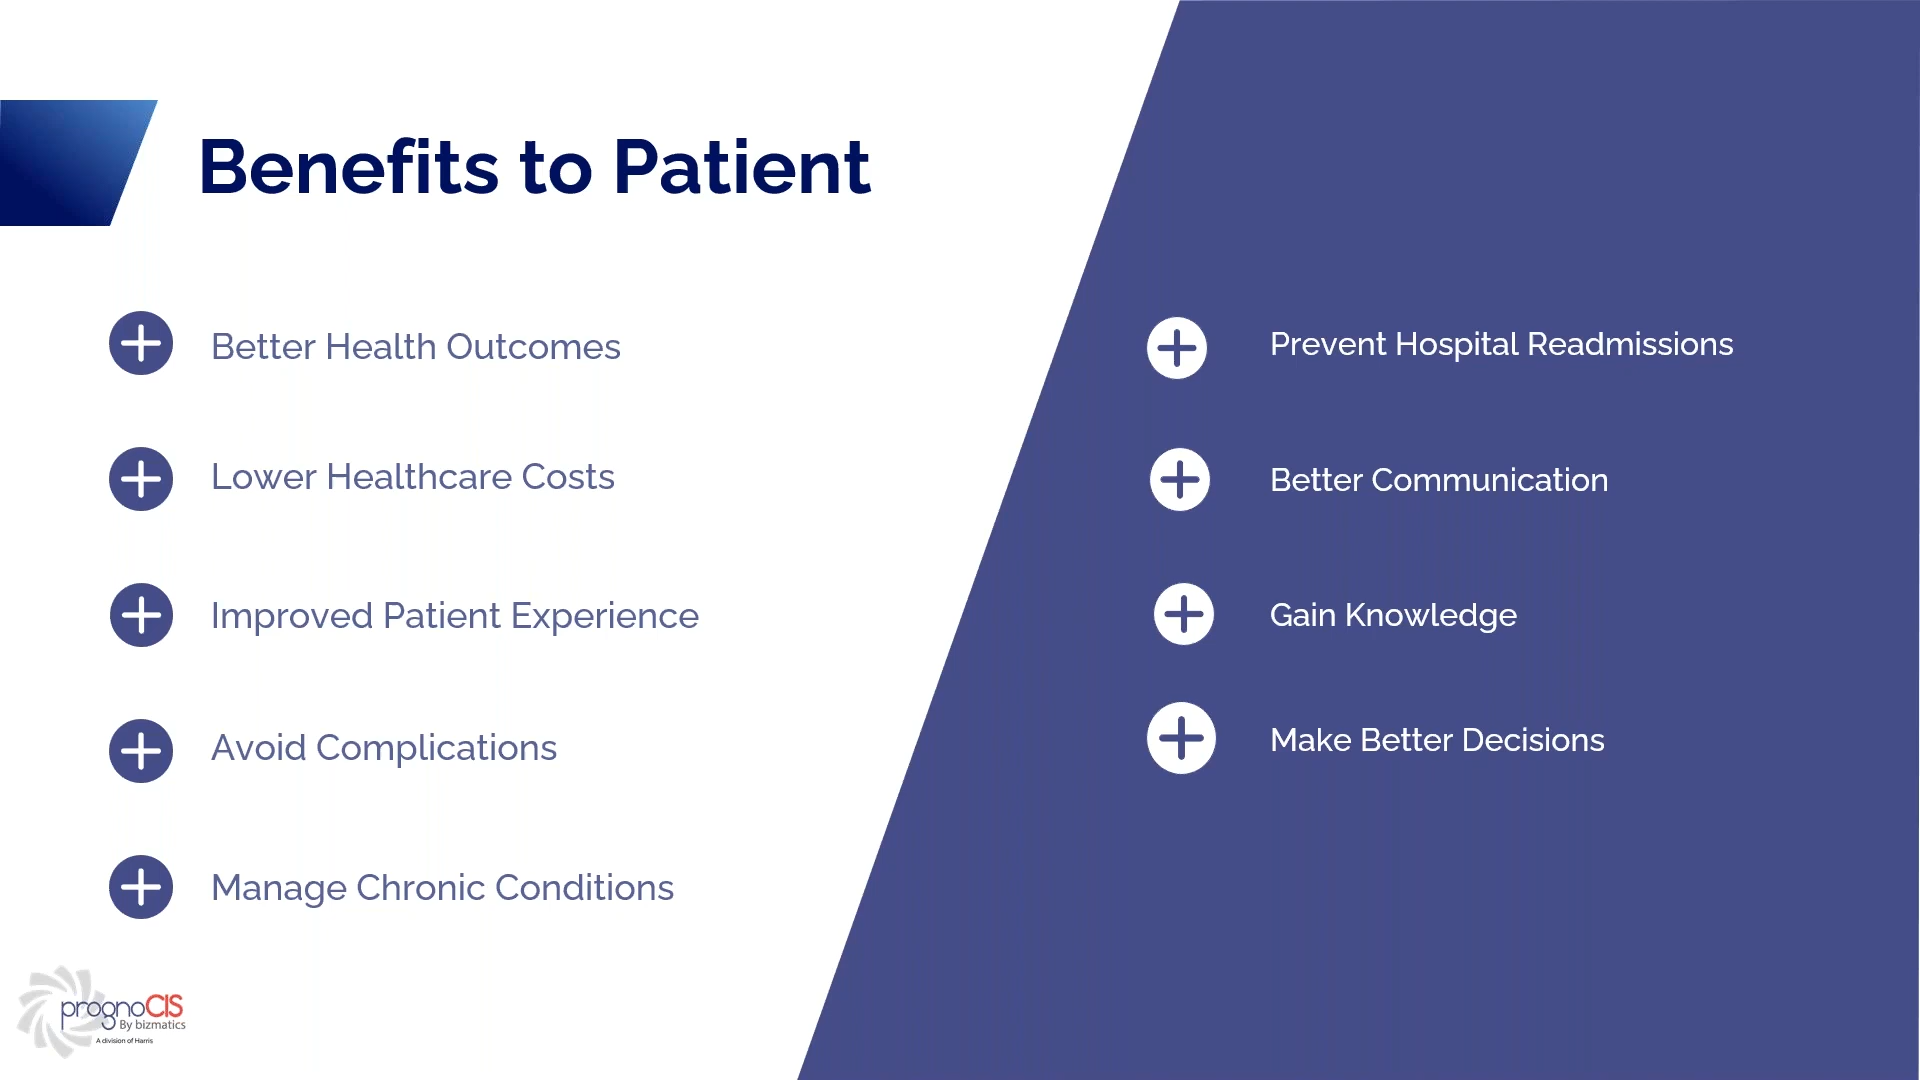 Benefits to Patient
Better Health Outcomes
Lower Healthcare Costs
Improved Patient Experience
Avoid Complications
Manage Chronic Conditions
Prevent Hospital Readmissions
Better Communication
Gain Knowledge
Make Better Decisions
prognoCIS
By bizmatics
A division of Harris